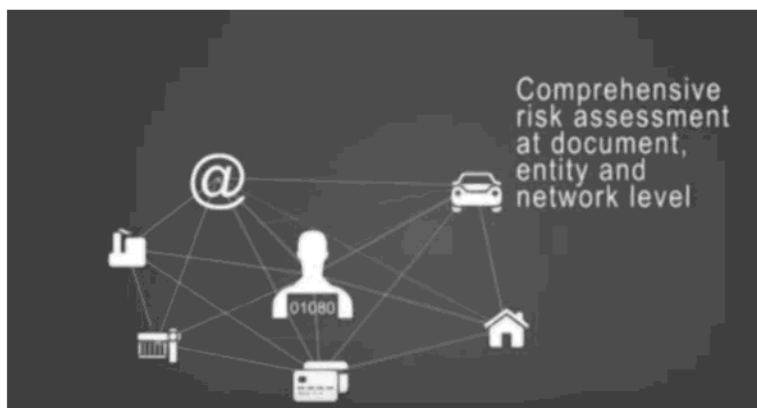 Comprehensive
risk assessment
at document,
entity and
network level
@
01080